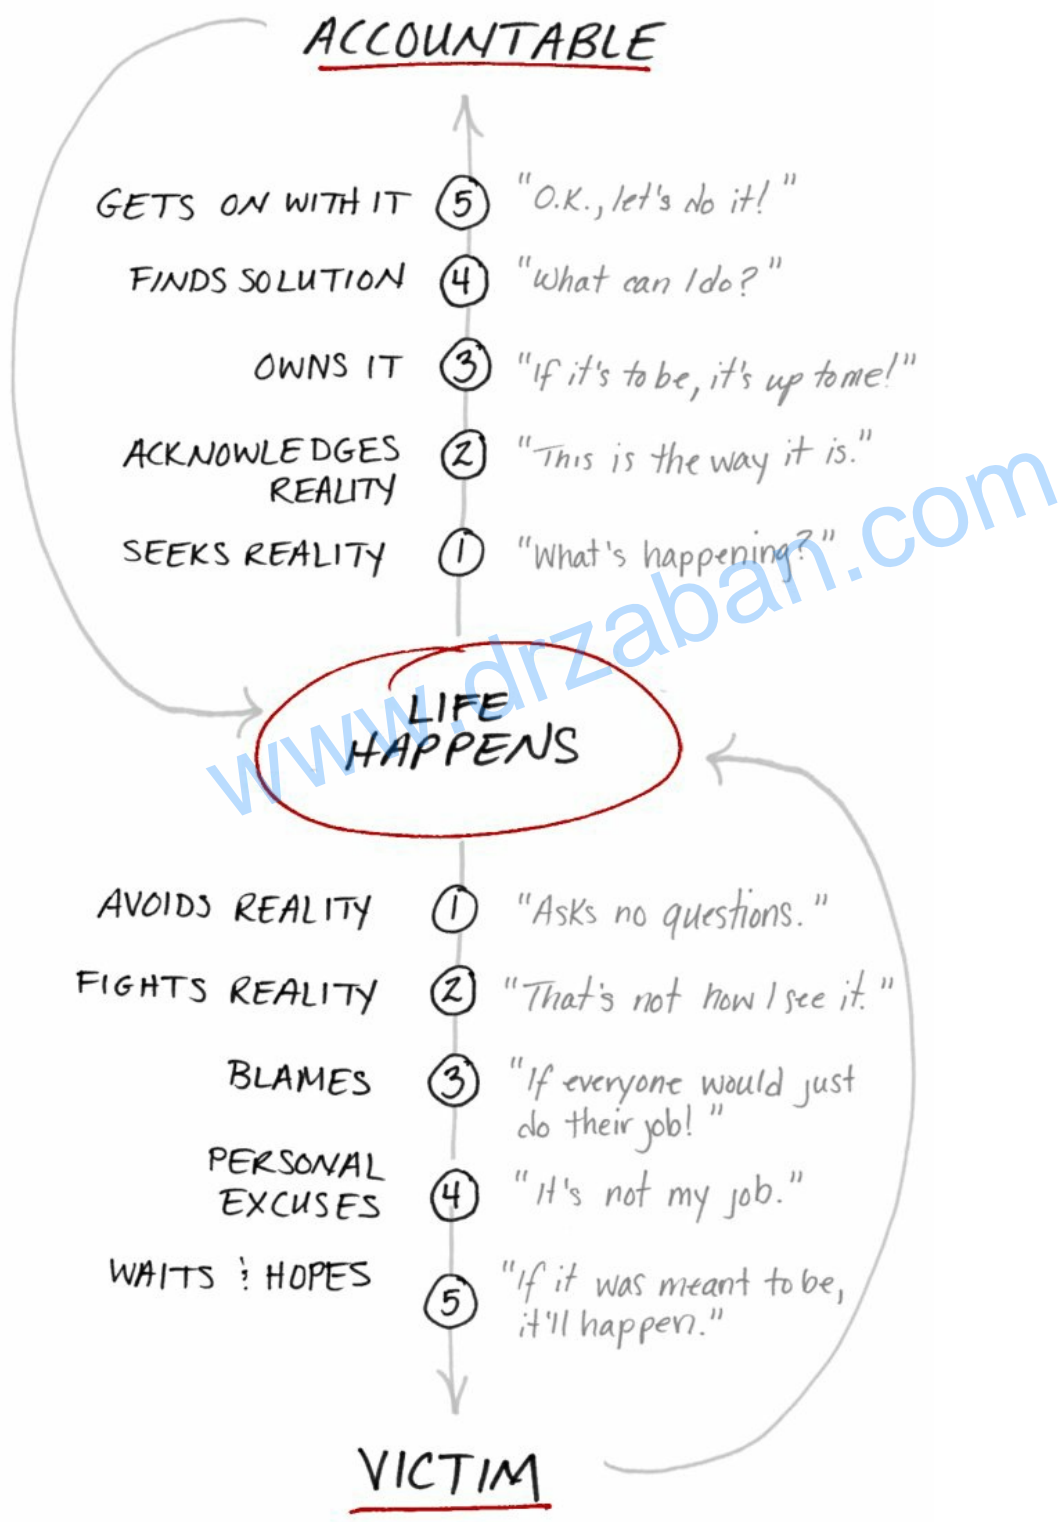 ACCOUNTABLE
GETS ON WITH IT 5 "O.K., let's do it!"
FINDS SOLUTION 4 "What can I do?"
OWNS IT 3 "If it's to be, it's up to me!"
ACKNOWLEDGES 2 "This is the way it is."
REALITY
SEEKS REALITY 1 "What's happening?"
www.drzaban.com
LIFE
HAPPENS
AVOIDS REALITY 1 "Asks no questions."
FIGHTS REALITY 2 "That's not how I see it."
BLAMES 3 "If everyone would just
do their job!"
PERSONAL
EXCUSES 4 "It's not my job."
WAITS & HOPES 5 "If it was meant to be,
it'll happen."
VICTIM